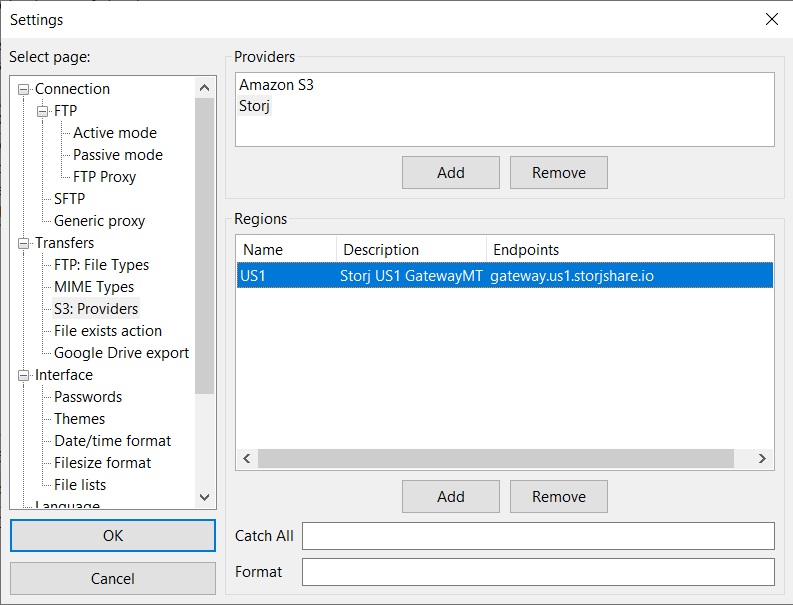 Settings
Select page:
Connection
FTP
Active mode
Passive mode
FTP Proxy
SFTP
Generic proxy
Transfers
FTP: File Types
MIME Types
S3: Providers
File exists action
Google Drive export
Interface
Passwords
Themes
Date/time format
Filesize format
File lists
Language
OK
Cancel
Providers
Amazon S3
Storj
Add Remove
Regions
Name Description Endpoints
US1 Storj US1 GatewayMT gateway.us1.storjshare.io
Add Remove
Catch All
Format